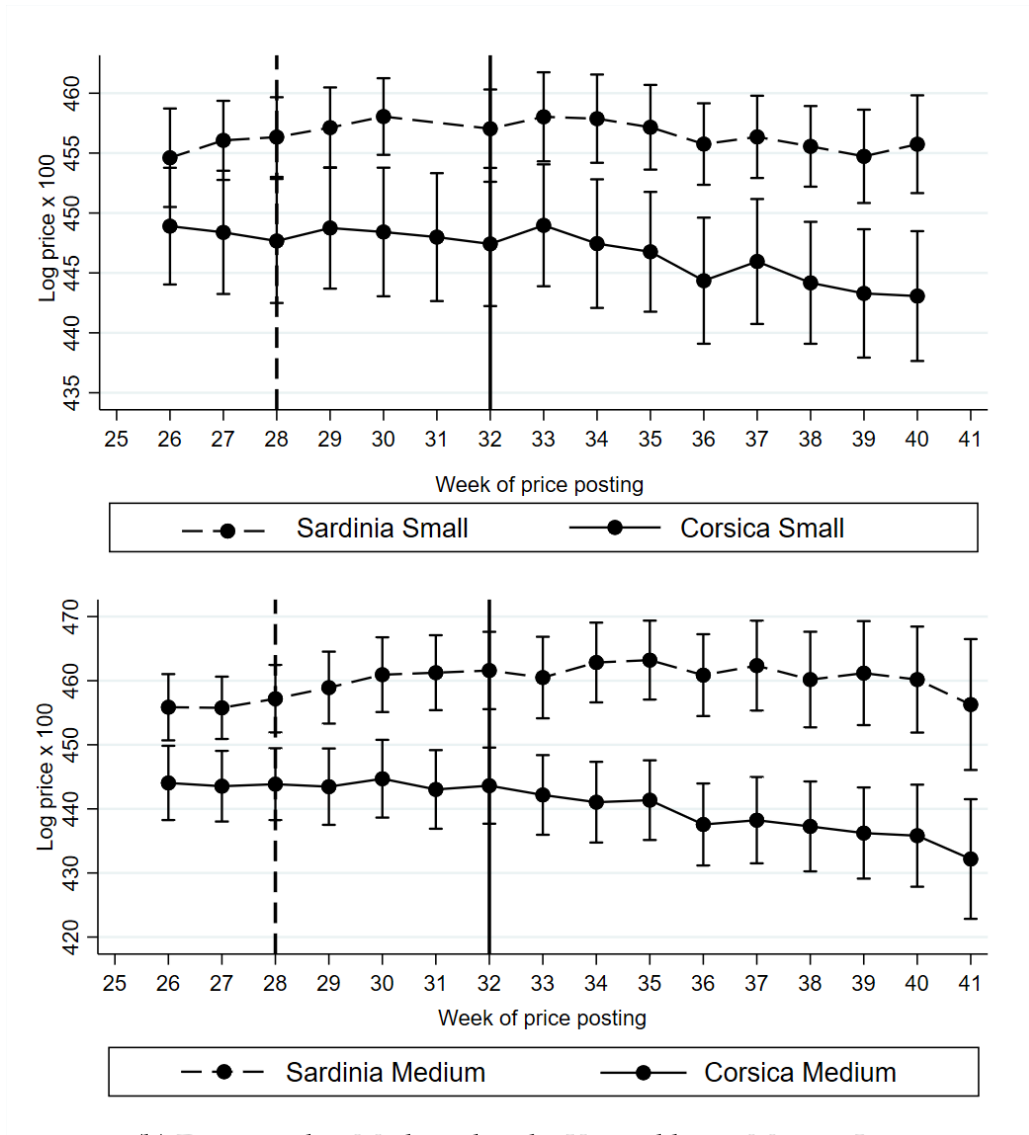 460
455
450
445
440
435
Log price x 100
25 26 27 28 29 30 31 32 33 34 35 36 37 38 39 40 41
Week of price posting
Sardinia Small Corsica Small
470
460
450
440
430
420
Log price x 100
25 26 27 28 29 30 31 32 33 34 35 36 37 38 39 40 41
Week of price posting
Sardinia Medium Corsica Medium